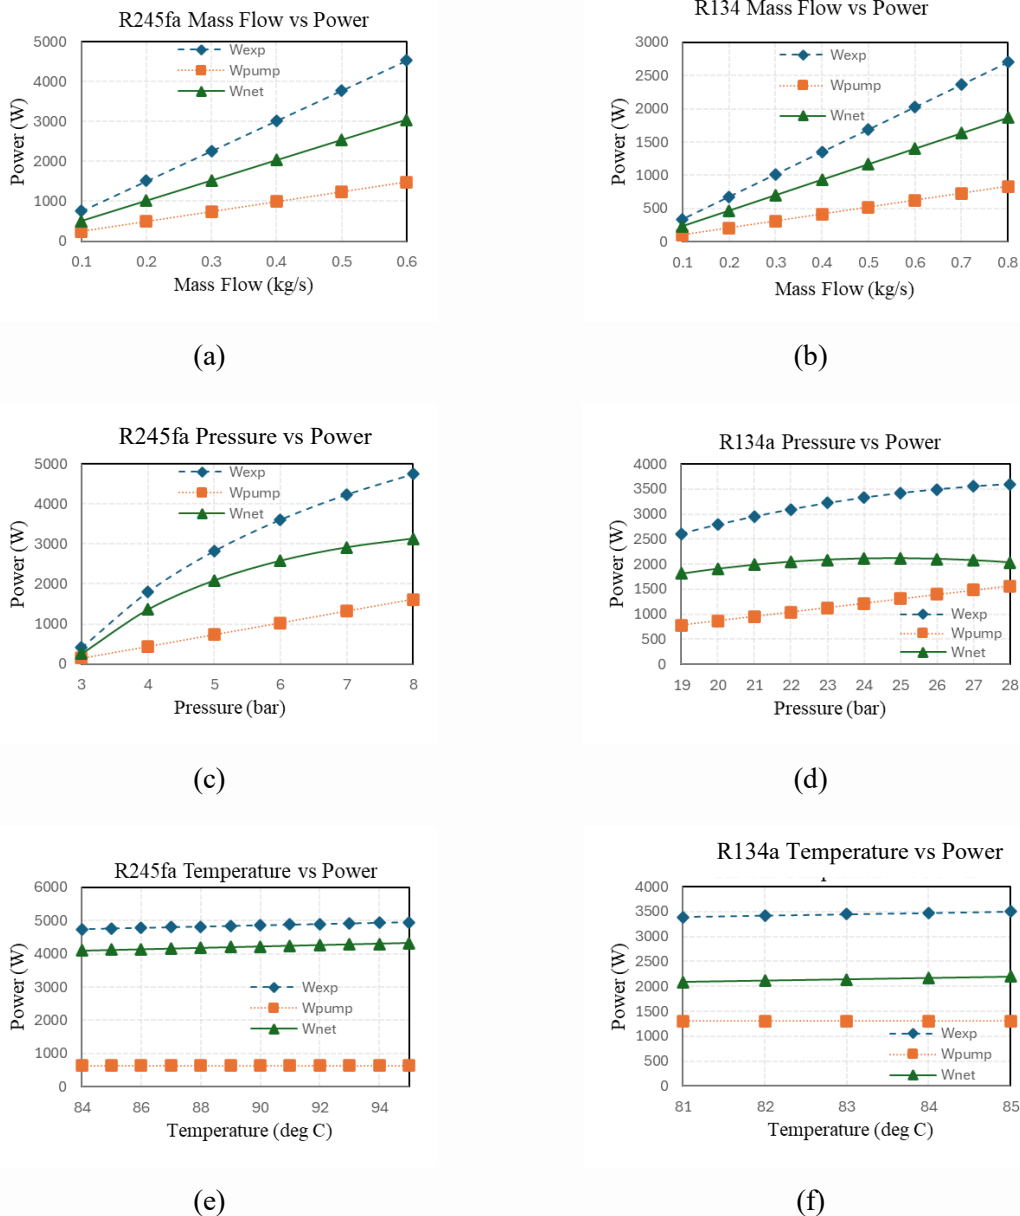 R245fa Mass Flow vs Power
5000
4000
3000
2000
1000
0
Power (W)
Wexp
Wpump
Wnet
0.1 0.2 0.3 0.4 0.5 0.6
Mass Flow (kg/s)
(a)
R134 Mass Flow vs Power
3000
2500
2000
1500
1000
500
0
Power (W)
Wexp
Wpump
Wnet
0.1 0.2 0.3 0.4 0.5 0.6 0.7 0.8
Mass Flow (kg/s)
(b)
R245fa Pressure vs Power
5000
4000
3000
2000
1000
0
Power (W)
Wexp
Wpump
Wnet
3 4 5 6 7 8
Pressure (bar)
(c)
R134a Pressure vs Power
4000
3500
3000
2500
2000
1500
1000
500
0
Power (W)
Wexp
Wpump
Wnet
19 20 21 22 23 24 25 26 27 28
Pressure (bar)
(d)
R245fa Temperature vs Power
6000
5000
4000
3000
2000
1000
0
Power (W)
Wexp
Wpump
Wnet
84 86 88 90 92 94
Temperature (deg C)
(e)
R134a Temperature vs Power
4000
3500
3000
2500
2000
1500
1000
500
0
Power (W)
Wexp
Wpump
Wnet
81 82 83 84 85
Temperature (deg C)
(f)